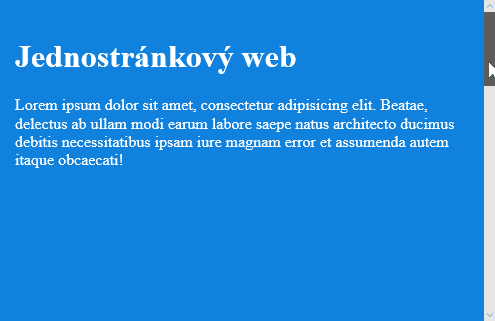 Jednostránkový web
Lorem ipsum dolor sit amet, consectetur adipisicing elit. Beatae,
delectus ab ullam modi earum labore saepe natus architecto ducimus
debitis necessitatibus ipsam iure magnam error et assumenda autem
itaque obcaecati!